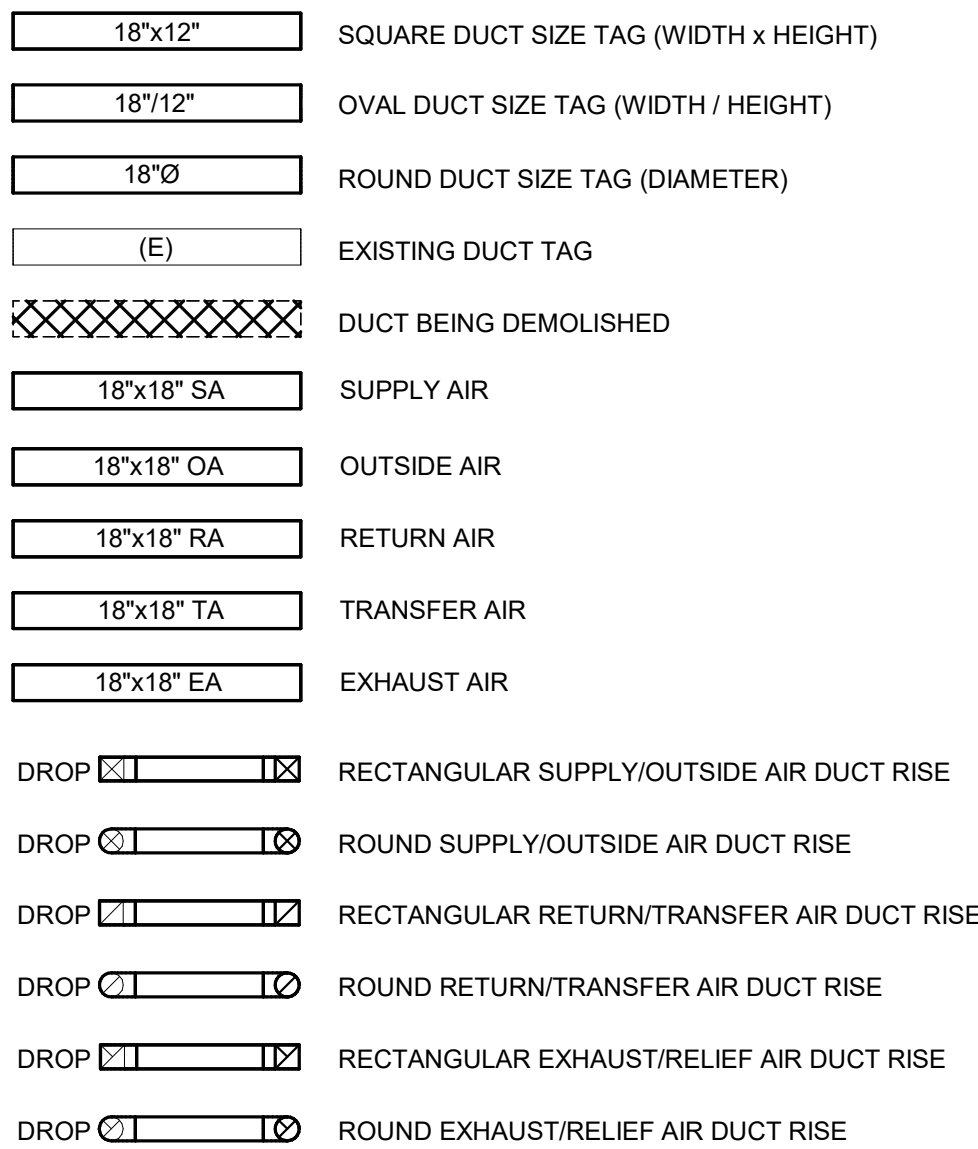 18"x12" SQUARE DUCT SIZE TAG (WIDTH x HEIGHT)
18"/12" OVAL DUCT SIZE TAG (WIDTH / HEIGHT)
18"Ø ROUND DUCT SIZE TAG (DIAMETER)
(E) EXISTING DUCT TAG
DUCT BEING DEMOLISHED
18"x18" SA SUPPLY AIR
18"x18" OA OUTSIDE AIR
18"x18" RA RETURN AIR
18"x18" TA TRANSFER AIR
18"x18" EA EXHAUST AIR
DROP RECTANGULAR SUPPLY/OUTSIDE AIR DUCT RISE
DROP ROUND SUPPLY/OUTSIDE AIR DUCT RISE
DROP RECTANGULAR RETURN/TRANSFER AIR DUCT RISE
DROP ROUND RETURN/TRANSFER AIR DUCT RISE
DROP RECTANGULAR EXHAUST/RELIEF AIR DUCT RISE
DROP ROUND EXHAUST/RELIEF AIR DUCT RISE